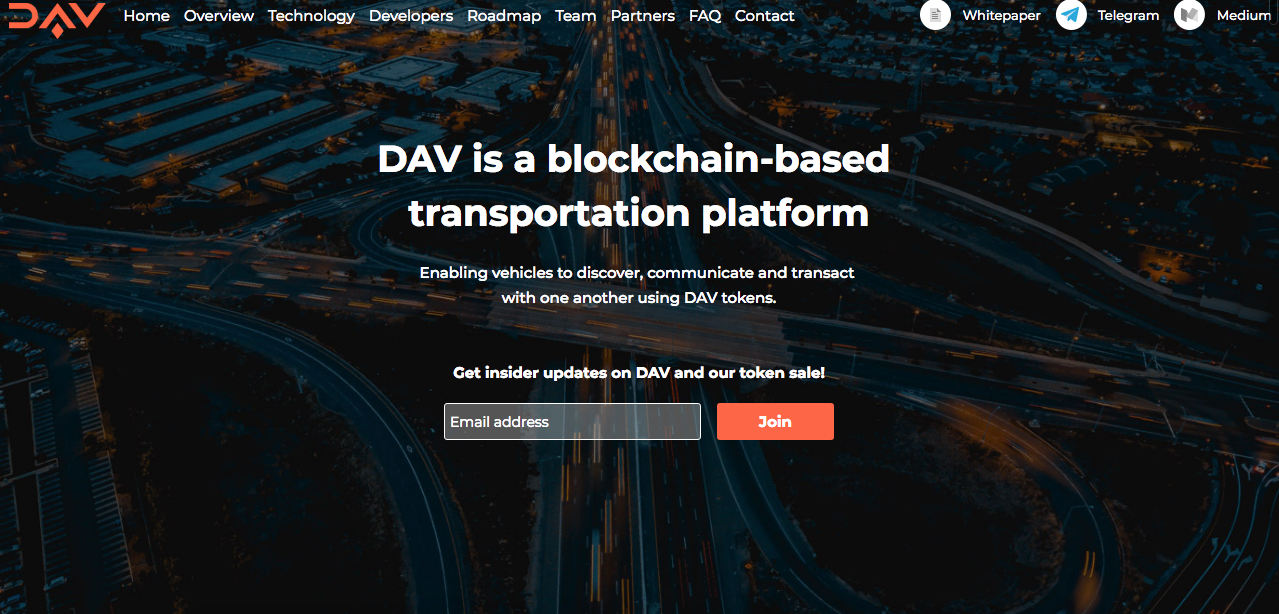 DAV
Home Overview Technology Developers Roadmap Team Partners FAQ Contact
Whitepaper Telegram Medium
DAV is a blockchain-based
transportation platform
Enabling vehicles to discover, communicate and transact
with one another using DAV tokens.
Get insider updates on DAV and our token sale!
Email address
Join